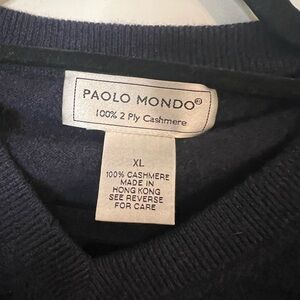 PAOLO MONDO®
100% 2 Ply Cashmere
XL
100% CASHMERE
MADE IN
HONG KONG
SEE REVERSE
FOR CARE